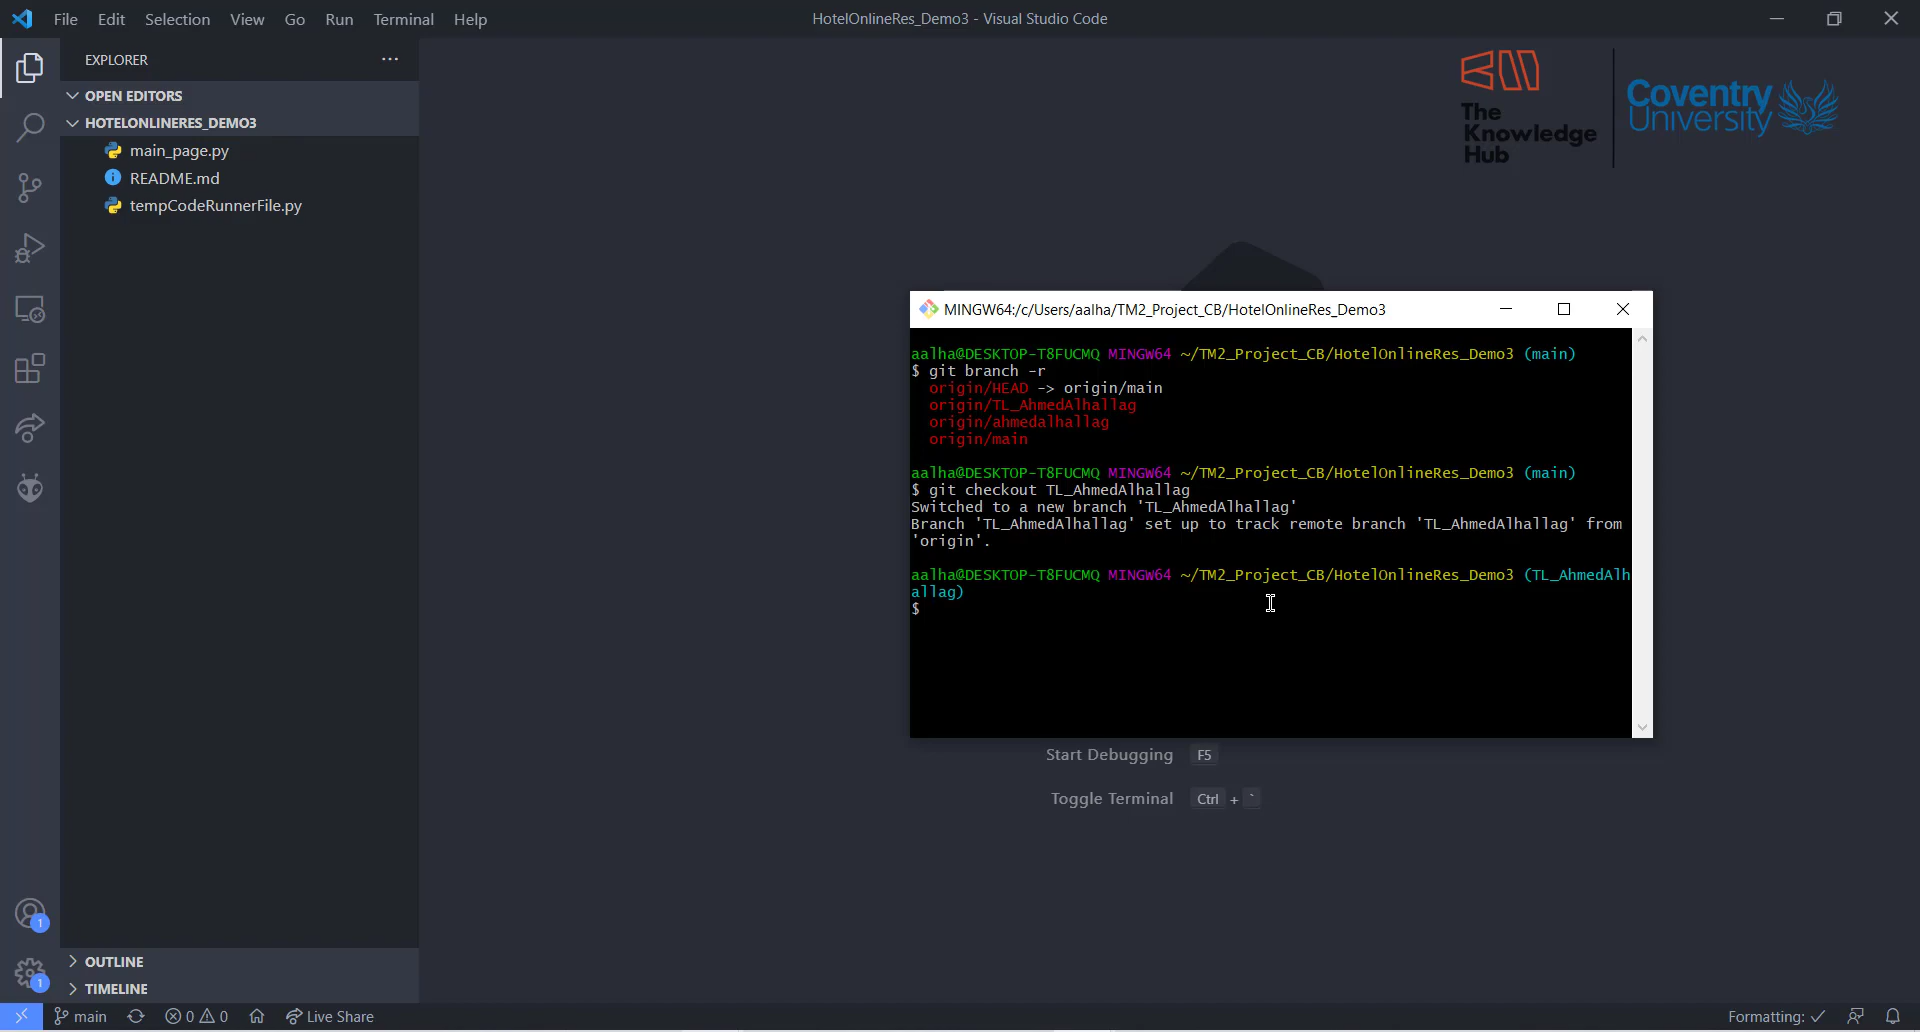 File Edit Selection View Go Run Terminal Help
HotelOnlineRes_Demo3 - Visual Studio Code
EXPLORER
OPEN EDITORS
HOTELONLINERES_DEMO3
main_page.py
README.md
tempCodeRunnerFile.py
The
Knowledge
Hub
Coventry
University
MINGW64:/c/Users/aalha/TM2_Project_CB/HotelOnlineRes_Demo3
aalha@DESKTOP-T8FUCMQ MINGW64 ~/TM2_Project_CB/HotelOnlineRes_Demo3 (main)
$ git branch -r
origin/HEAD -> origin/main
origin/TL_AhmedAlhallag
origin/ahmedalhallag
origin/main
aalha@DESKTOP-T8FUCMQ MINGW64 ~/TM2_Project_CB/HotelOnlineRes_Demo3 (main)
$ git checkout TL_AhmedAlhallag
Switched to a new branch 'TL_AhmedAlhallag'
Branch 'TL_AhmedAlhallag' set up to track remote branch 'TL_AhmedAlhallag' from
'origin'.
aalha@DESKTOP-T8FUCMQ MINGW64 ~/TM2_Project_CB/HotelOnlineRes_Demo3 (TL_AhmedAlh
allag)
$
Start Debugging F5
Toggle Terminal Ctrl + `
1
1
OUTLINE
TIMELINE
main 0 0 Live Share
Formatting: